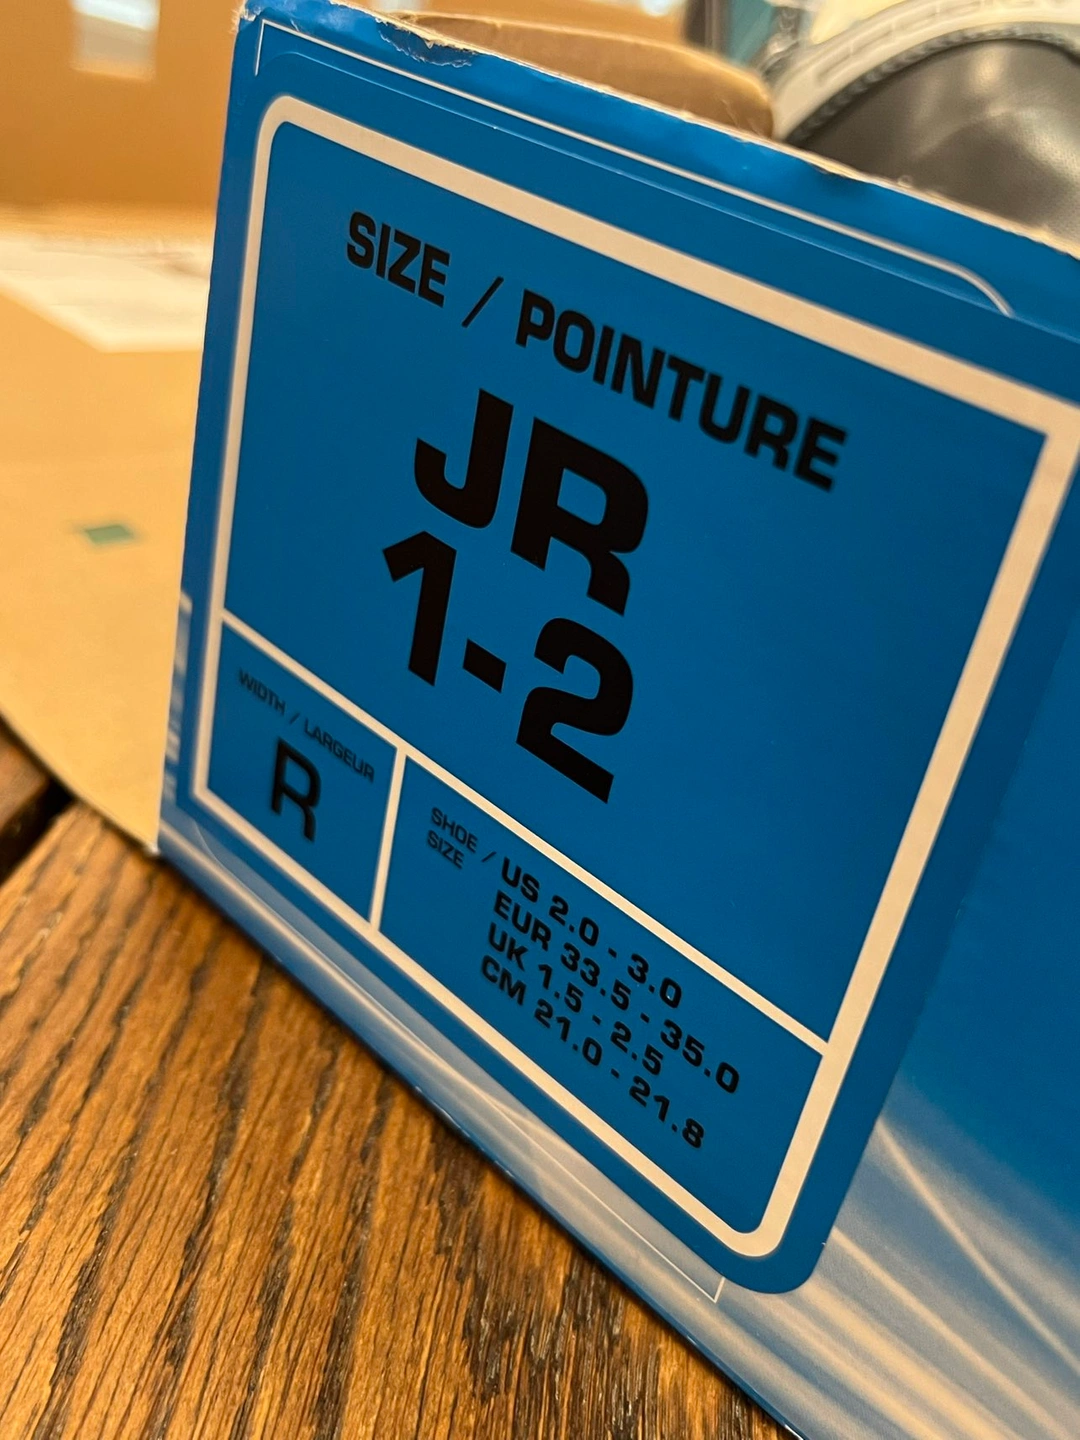 SIZE / POINTURE
JR
1-2
WIDTH / LARGEUR
R
SHOE / SIZE
US 2.0 - 3.0
EUR 33.5 - 35.0
UK 1.5 - 2.5
CM 21.0 - 21.8